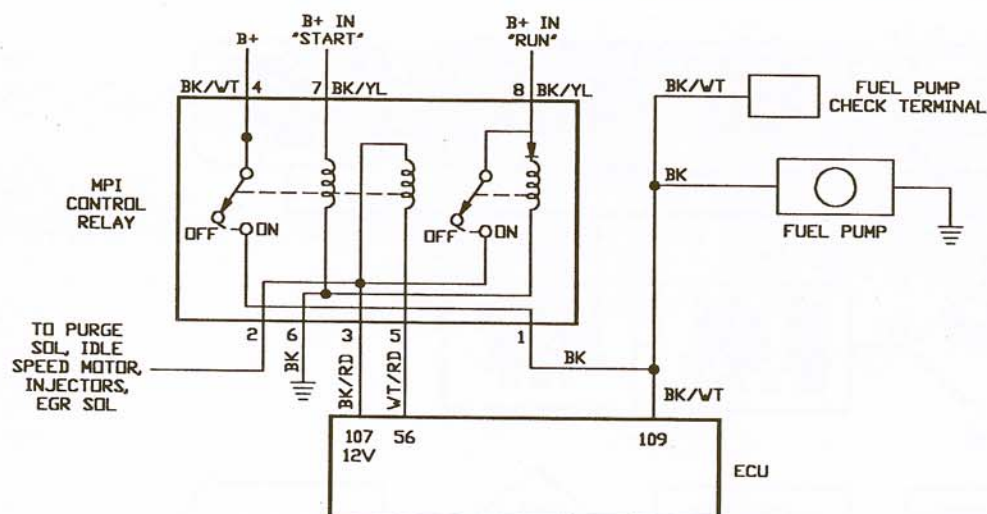 B+
B+ IN
"START"
B+ IN
"RUN"
BK/WT 4
7 BK/YL
8 BK/YL
BK/WT
FUEL PUMP
CHECK TERMINAL
MPI
CONTROL
RELAY
OFF
ON
OFF
ON
BK
FUEL PUMP
2
6
3
5
1
TO PURGE
SOL, IDLE
SPEED MOTOR,
INJECTORS,
EGR SOL
BK
BK/RD
WT/RD
BK
BK/WT
107
12V
56
109
ECU